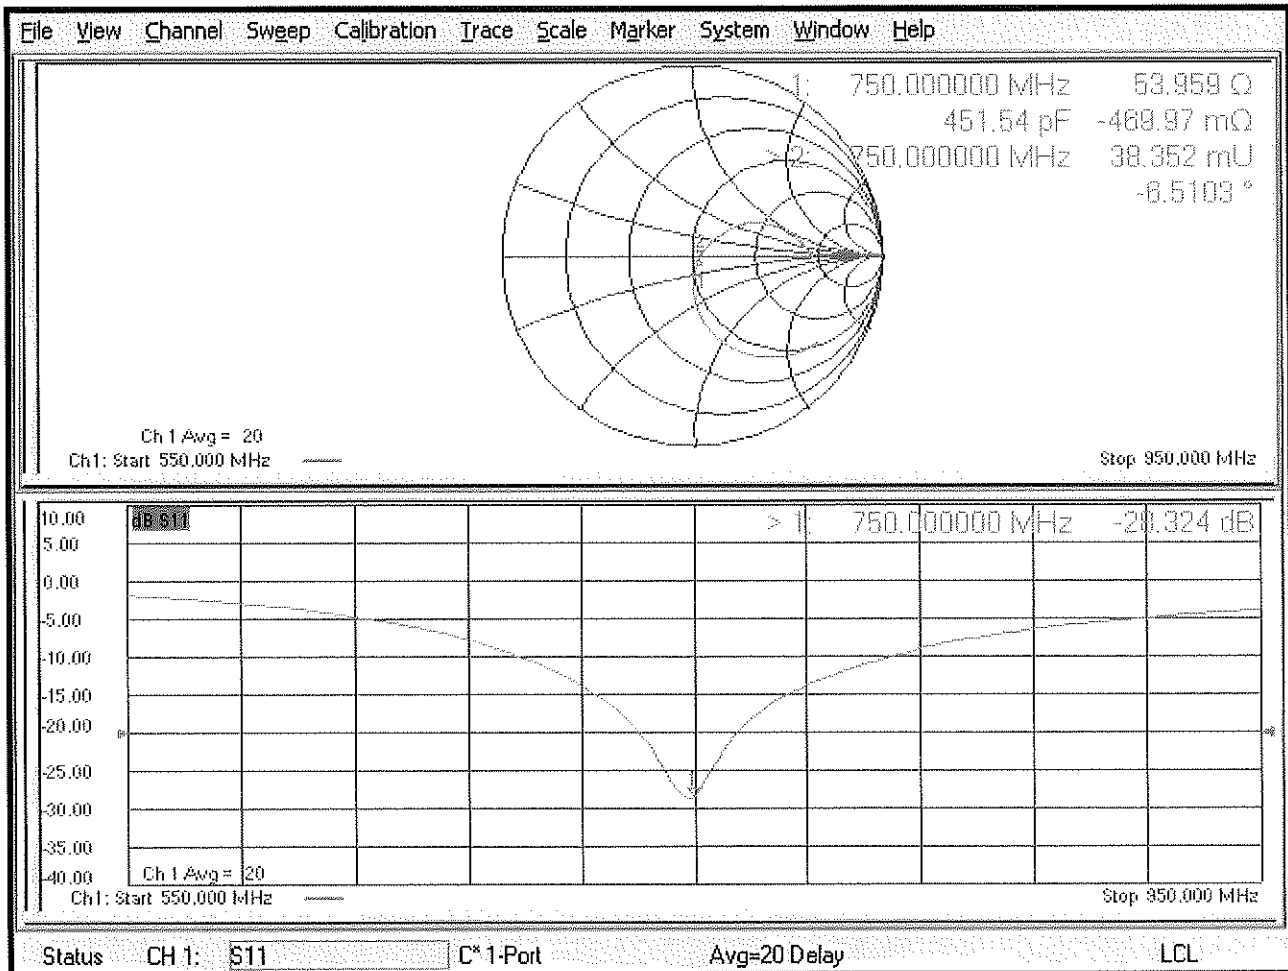 File View Channel Sweep Calibration Trace Scale Marker System Window Help
1: 750.000000 MHz 53.959 Ω
451.54 pF -469.97 mΩ
> 2: 750.000000 MHz 38.352 mU
-6.5103 °
Ch 1 Avg = 20
Ch1: Start 550.000 MHz
Stop 950.000 MHz
10.00
dB S11
> 1: 750.000000 MHz -28.324 dB
5.00
0.00
-5.00
-10.00
-15.00
-20.00
-25.00
1
-30.00
-35.00
-40.00
Ch 1 Avg = 20
Ch1: Start 550.000 MHz
Stop 950.000 MHz
Status CH 1: S11 C* 1-Port Avg=20 Delay LCL